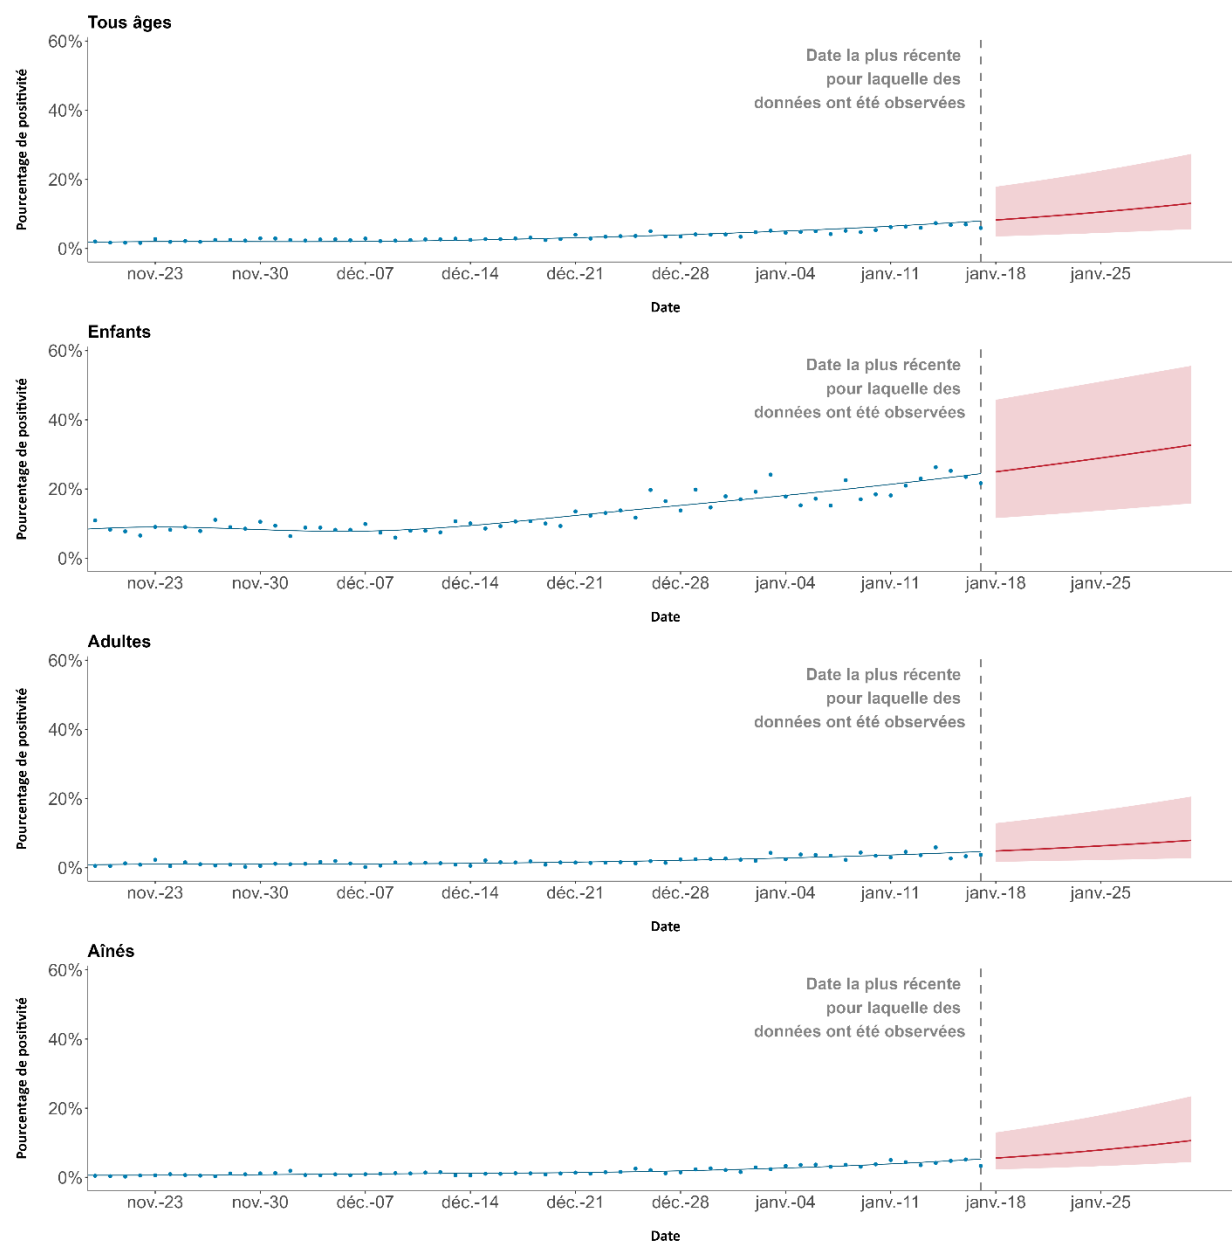 Tous âges
Pourcentage de positivité
60%
40%
20%
0%
Date la plus récente
pour laquelle des
données ont été observées
nov.-23 nov.-30 déc.-07 déc.-14 déc.-21 déc.-28 janv.-04 janv.-11 janv.-18 janv.-25
Date
Enfants
Pourcentage de positivité
60%
40%
20%
0%
Date la plus récente
pour laquelle des
données ont été observées
nov.-23 nov.-30 déc.-07 déc.-14 déc.-21 déc.-28 janv.-04 janv.-11 janv.-18 janv.-25
Date
Adultes
Pourcentage de positivité
60%
40%
20%
0%
Date la plus récente
pour laquelle des
données ont été observées
nov.-23 nov.-30 déc.-07 déc.-14 déc.-21 déc.-28 janv.-04 janv.-11 janv.-18 janv.-25
Date
Aînés
Pourcentage de positivité
60%
40%
20%
0%
Date la plus récente
pour laquelle des
données ont été observées
nov.-23 nov.-30 déc.-07 déc.-14 déc.-21 déc.-28 janv.-04 janv.-11 janv.-18 janv.-25
Date